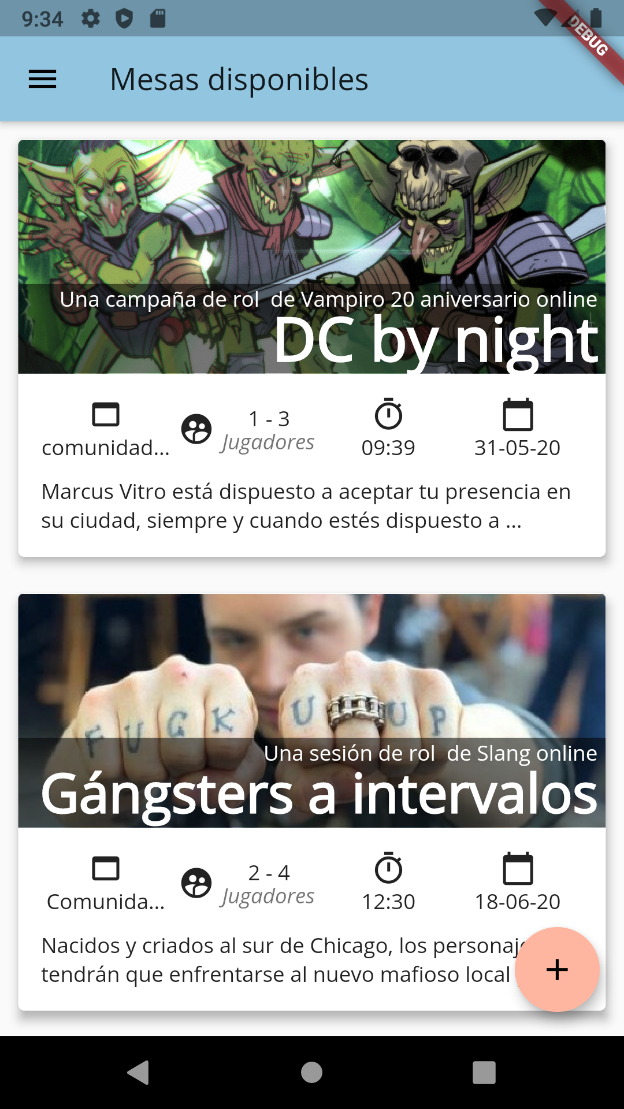 9:34
DEBUG
Mesas disponibles
Una campaña de rol  de Vampiro 20 aniversario online
DC by night
comunidad...
1 - 3
Jugadores
09:39
31-05-20
Marcus Vitro está dispuesto a aceptar tu presencia en
su ciudad, siempre y cuando estés dispuesto a ...
FUCK U UP
Una sesión de rol  de Slang online
Gángsters a intervalos
Comunida...
2 - 4
Jugadores
12:30
18-06-20
Nacidos y criados al sur de Chicago, los
tendrán que enfrentarse al nuevo mafioso local
+